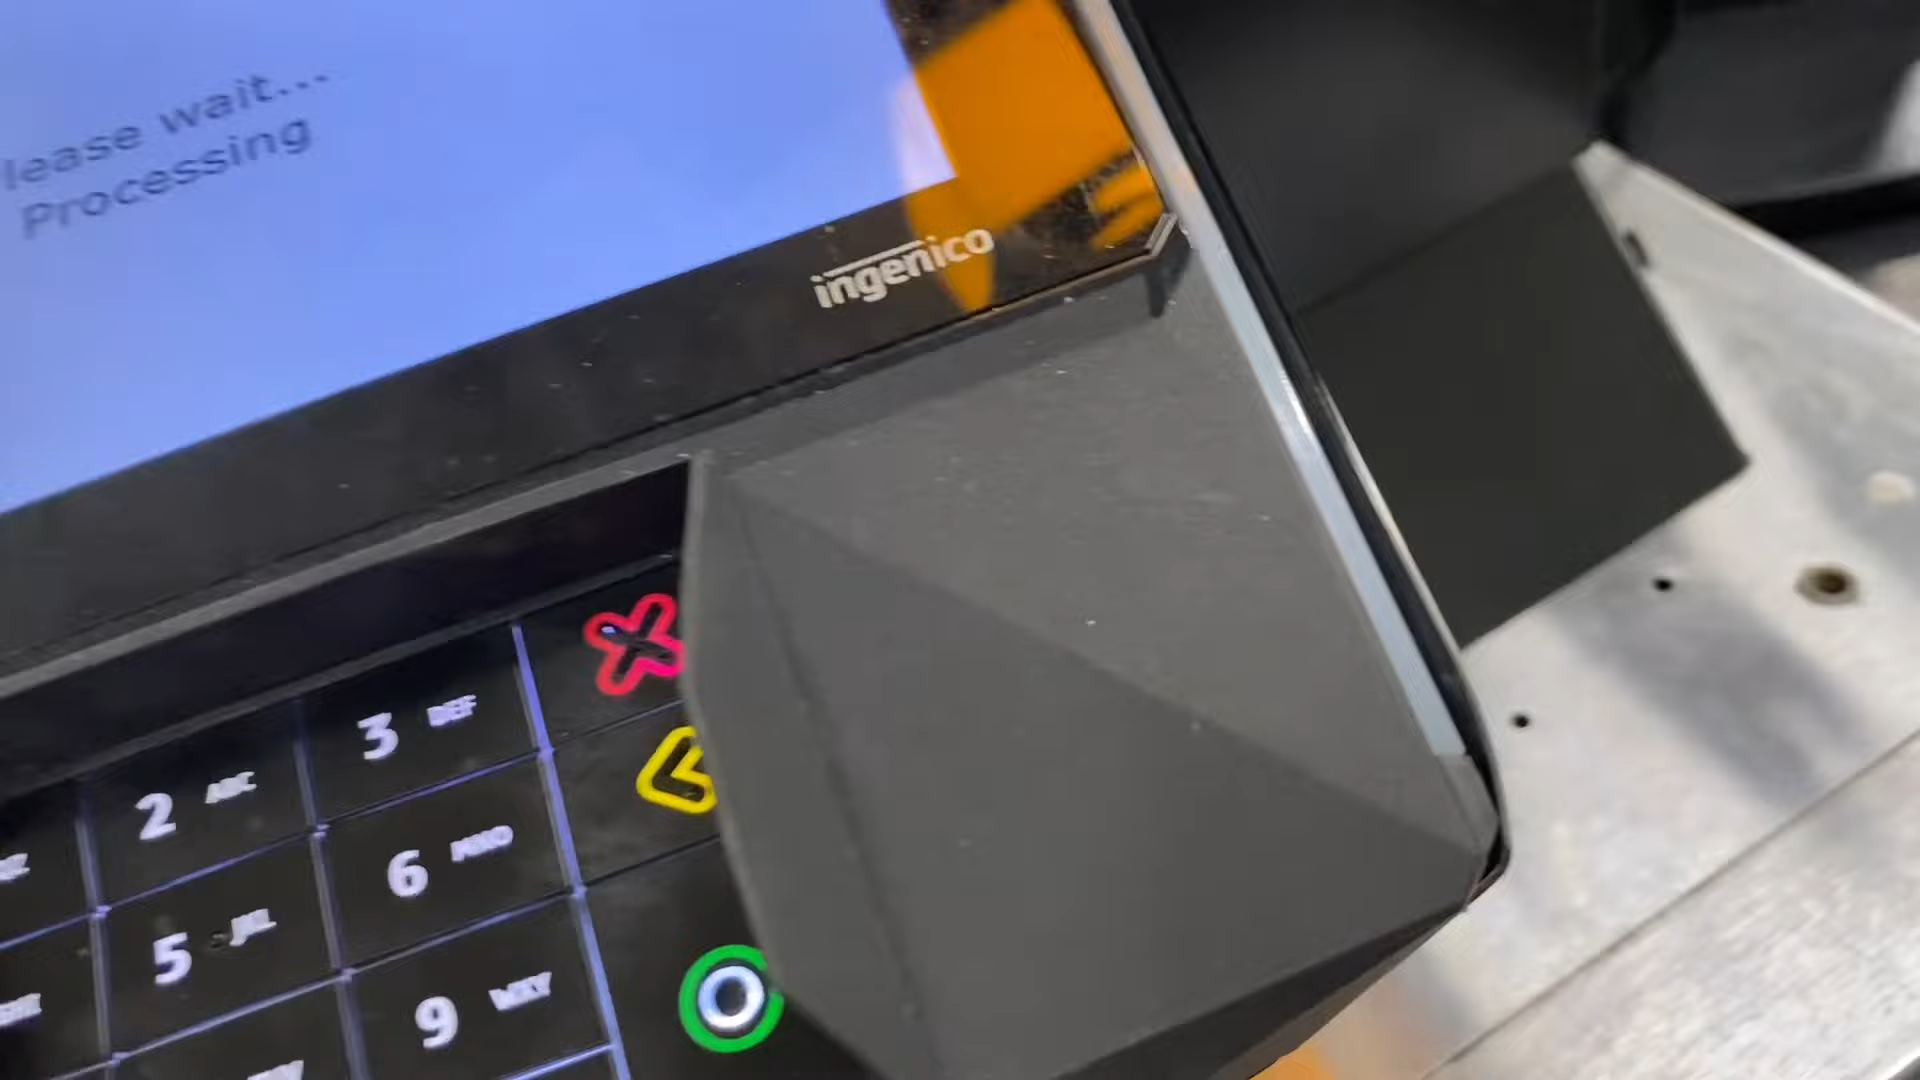 lease wait...
Processing
ingenico
3 DEF
2 ABC
6 MNO
5 JKL
9 WXY